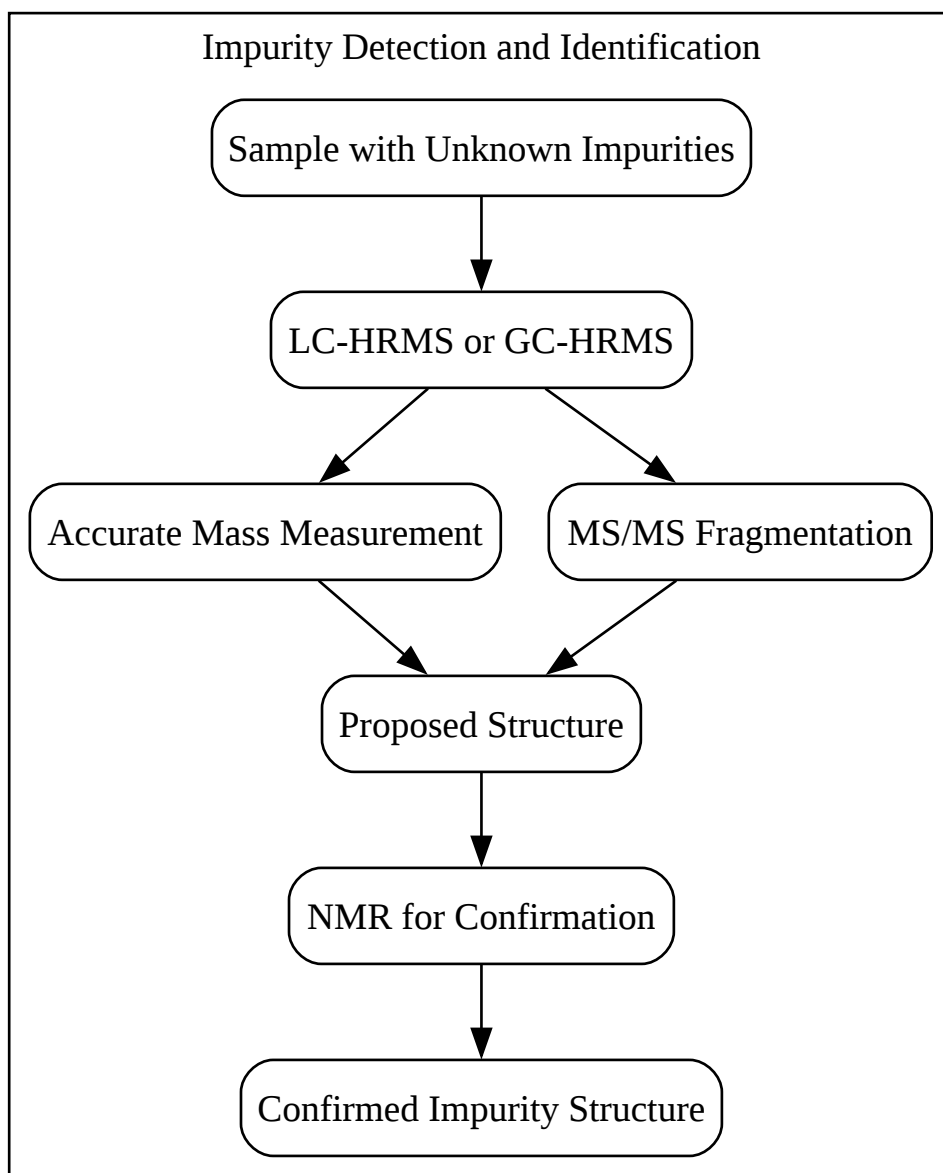 Impurity Detection and Identification
Sample with Unknown Impurities
LC-HRMS or GC-HRMS
Accurate Mass Measurement
MS/MS Fragmentation
Proposed Structure
NMR for Confirmation
Confirmed Impurity Structure